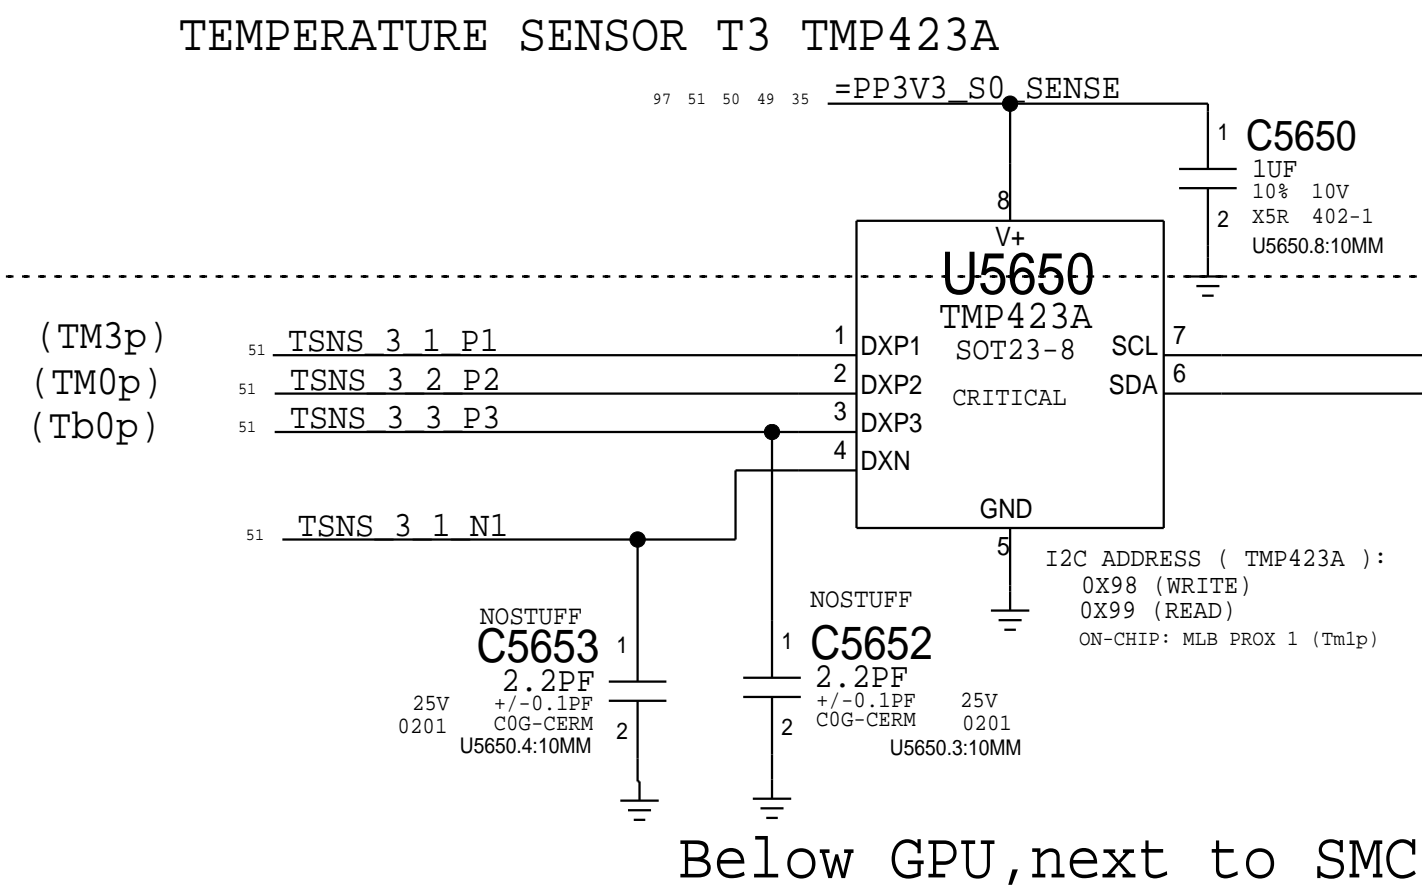 TEMPERATURE SENSOR T3 TMP423A
97 51 50 49 35 =PP3V3_S0_SENSE
1 C5650
1UF
10% 10V
2 X5R 402-1
U5650.8:10MM
8
V+
U5650
TMP423A
SOT23-8
CRITICAL
(TM3p) 51 TSNS_3_1_P1 1 DXP1 SCL 7
(TM0p) 51 TSNS_3_2_P2 2 DXP2 SDA 6
(Tb0p) 51 TSNS_3_3_P3 3 DXP3
4 DXN
51 TSNS_3_1_N1
GND
5
I2C ADDRESS ( TMP423A ):
0X98 (WRITE)
0X99 (READ)
ON-CHIP: MLB PROX 1 (Tm1p)
NOSTUFF
C5653 1
2.2PF
25V +/-0.1PF
0201 C0G-CERM 2
U5650.4:10MM
NOSTUFF
1 C5652
2.2PF
+/-0.1PF 25V
2 C0G-CERM 0201
U5650.3:10MM
Below GPU,next to SMC